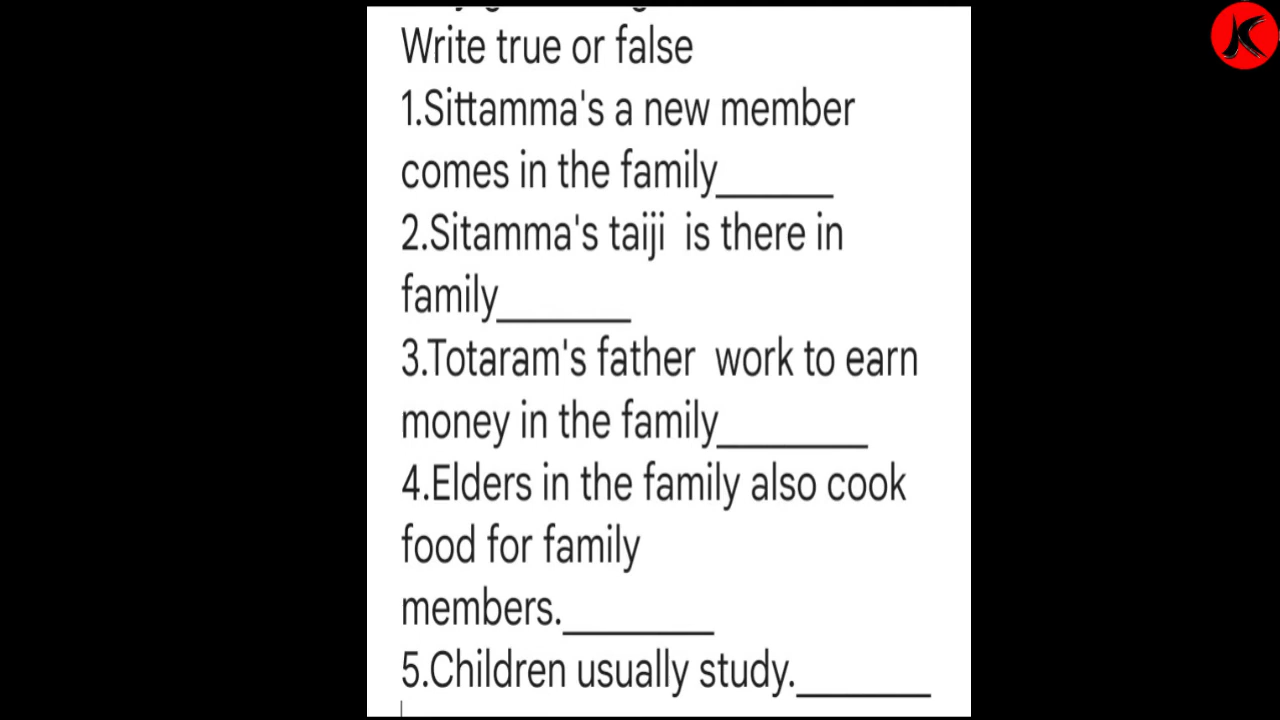 Write true or false
1.Sittamma's a new member
comes in the family______
2.Sitamma's taiji  is there in
family_______
3.Totaram's father  work to earn
money in the family________
4.Elders in the family also cook
food for family
members.________
5.Children usually study._______
K